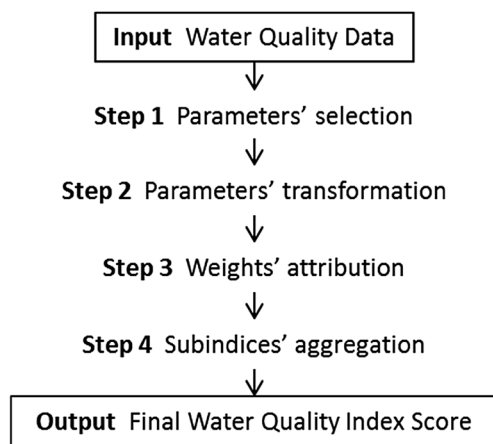 Input Water Quality Data
Step 1 Parameters’ selection
Step 2 Parameters’ transformation
Step 3 Weights’ attribution
Step 4 Subindices’ aggregation
Output Final Water Quality Index Score